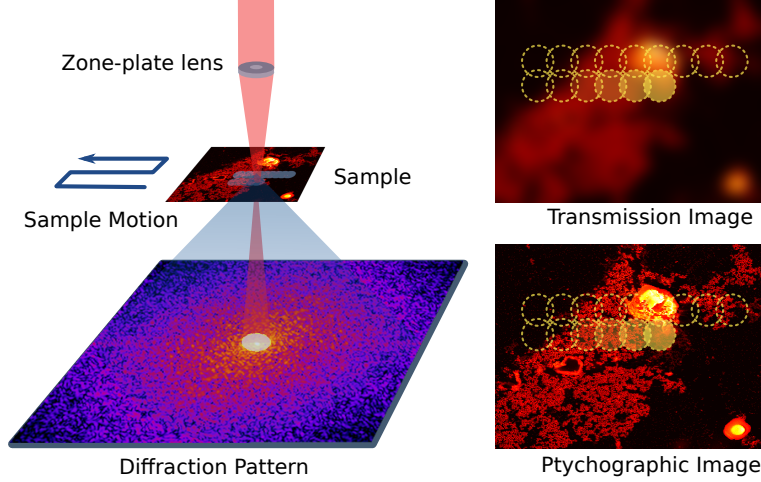 Zone-plate lens
Sample
Sample Motion
Diffraction Pattern
Transmission Image
Ptychographic Image